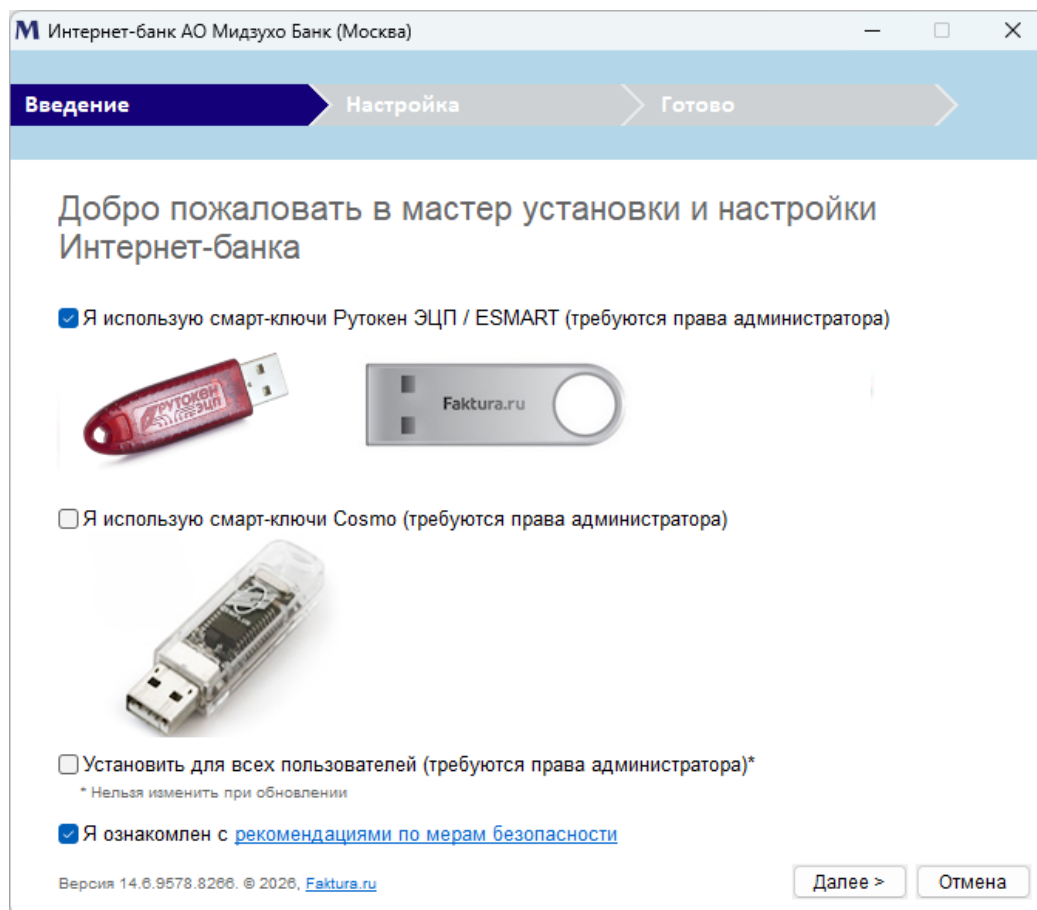 M Интернет-банк АО Мидзухо Банк (Москва)
Введение
Настройка
Готово
Добро пожаловать в мастер установки и настройки
Интернет-банка
Я использую смарт-ключи Рутокен ЭЦП / ESMART (требуются права администратора)
РУТОКЕН
ЭЦП
Faktura.ru
Я использую смарт-ключи Cosmo (требуются права администратора)
Установить для всех пользователей (требуются права администратора)*
* Нельзя изменить при обновлении
Я ознакомлен с рекомендациями по мерам безопасности
Версия 14.6.9578.8266. © 2026, Faktura.ru
Далее >
Отмена